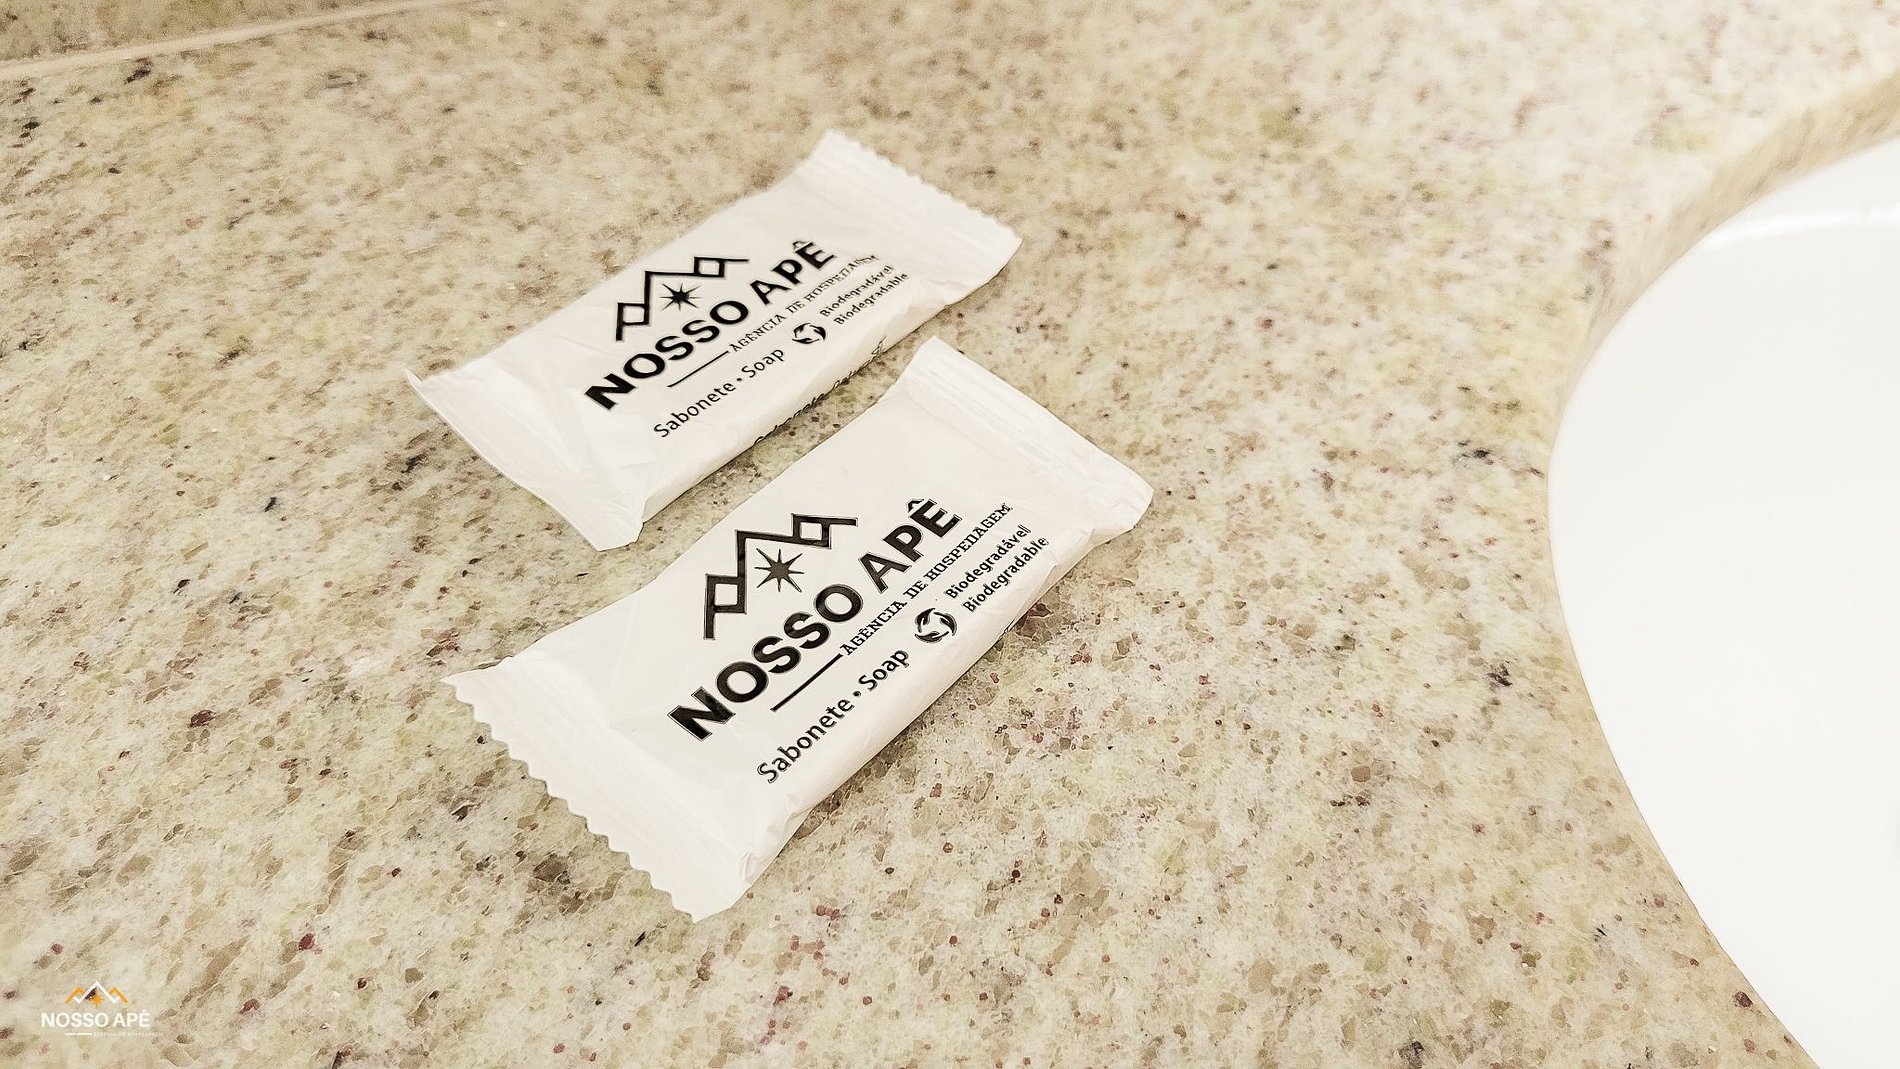 NOSSO APÊ
AGÊNCIA DE HOSPEDAGEM
Sabonete • Soap
Biodegradável
Biodegradable
NOSSO APÊ
AGÊNCIA DE HOSPEDAGEM
Sabonete • Soap
Biodegradável
Biodegradable
NOSSO APÊ